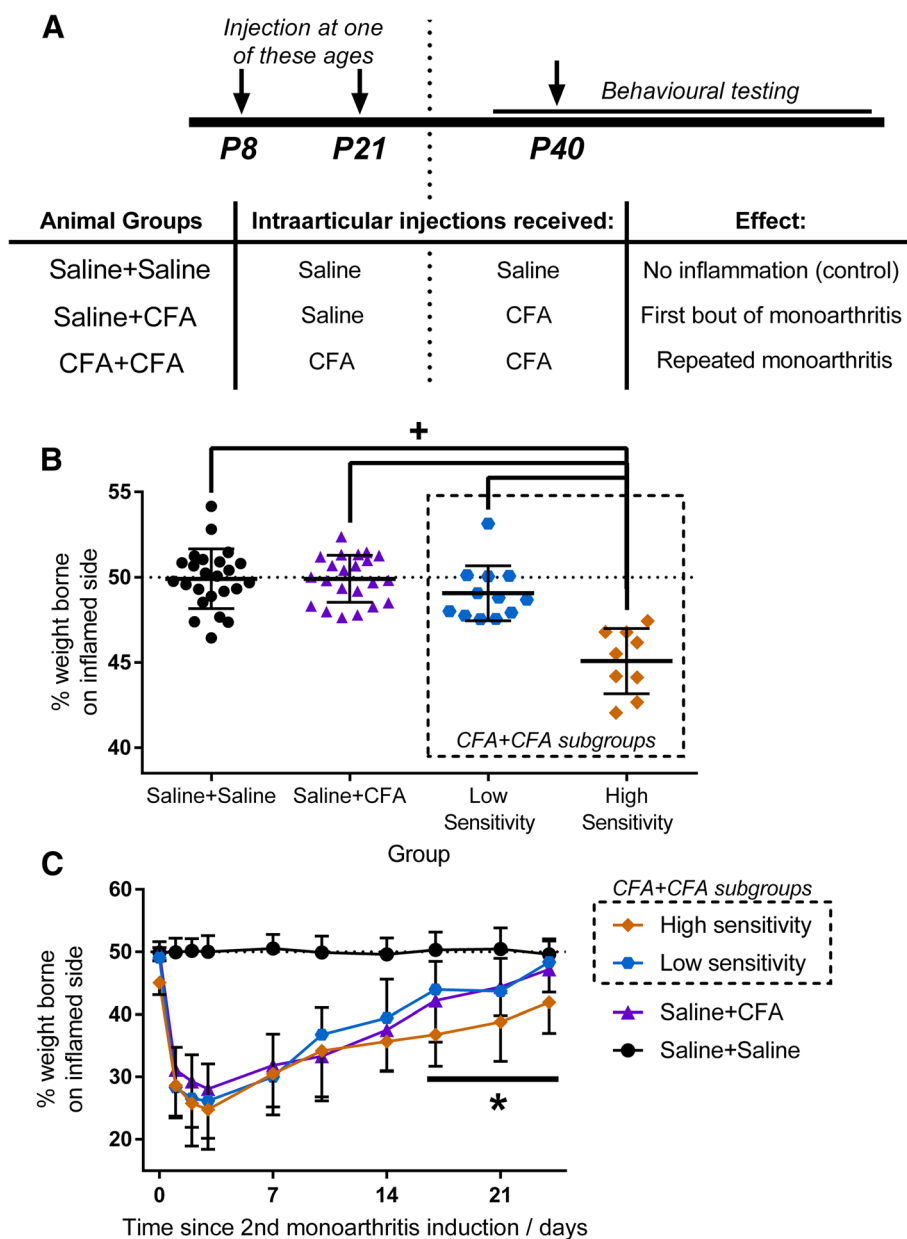 A
Injection at one
of these ages
Behavioural testing
P8 P21 P40
Animal Groups Intraarticular injections received: Effect:
Saline+Saline Saline Saline No inflammation (control)
Saline+CFA Saline CFA First bout of monoarthritis
CFA+CFA CFA CFA Repeated monoarthritis
B
+
% weight borne
on inflamed side
55
50
45
40
CFA+CFA subgroups
Saline+Saline Saline+CFA Low
Sensitivity High
Sensitivity
Group
C
% weight borne
on inflamed side
60
50
40
30
20
*
0 7 14 21
Time since 2nd monoarthritis induction / days
CFA+CFA subgroups
High sensitivity
Low sensitivity
Saline+CFA
Saline+Saline